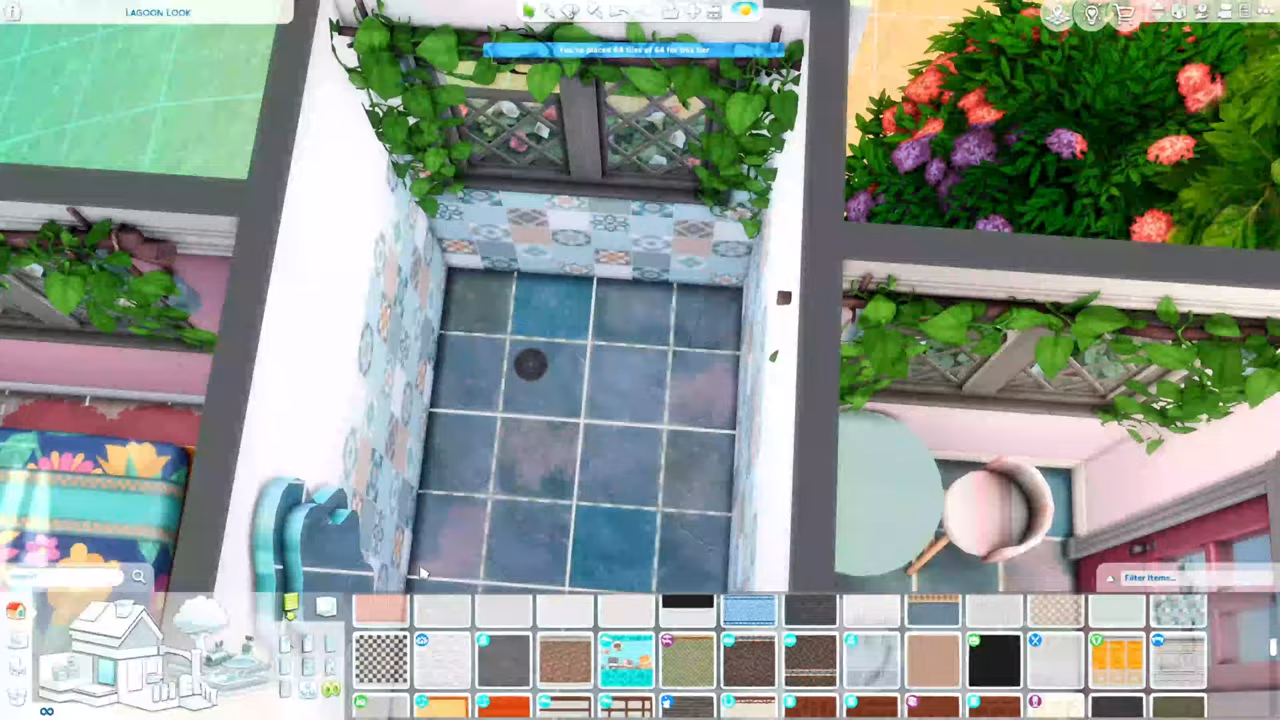 LAGOON LOOK
You've placed 64 tiles of 64 for this tier
Filter Items...